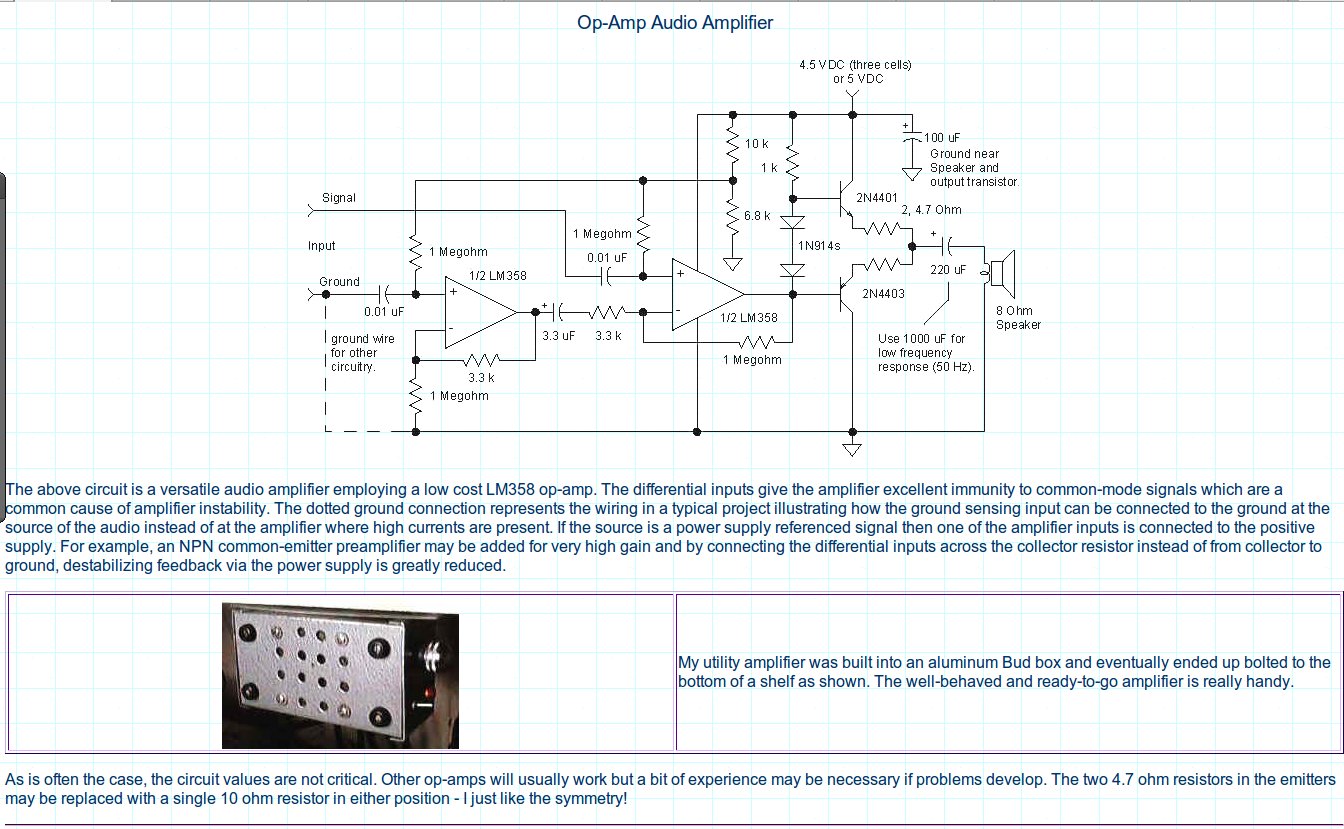 Op-Amp Audio Amplifier
4.5 VDC (three cells)
or 5 VDC
10 k
1 k
+
100 uF
Ground near
Speaker and
output transistor.
Signal
2N4401
2, 4.7 Ohm
6.8 k
1 Megohm
Input
1 Megohm
1N914s
+
0.01 uF
220 uF
Ground
1/2 LM358
+
+
2N4403
0.01 uF
+
-
1/2 LM358
8 Ohm
Speaker
ground wire
for other
circuitry.
-
3.3 uF
3.3 k
1 Megohm
Use 1000 uF for
low frequency
response (50 Hz).
3.3 k
1 Megohm
The above circuit is a versatile audio amplifier employing a low cost LM358 op-amp. The differential inputs give the amplifier excellent immunity to common-mode signals which are a
common cause of amplifier instability. The dotted ground connection represents the wiring in a typical project illustrating how the ground sensing input can be connected to the ground at the
source of the audio instead of at the amplifier where high currents are present. If the source is a power supply referenced signal then one of the amplifier inputs is connected to the positive
supply. For example, an NPN common-emitter preamplifier may be added for very high gain and by connecting the differential inputs across the collector resistor instead of from collector to
ground, destabilizing feedback via the power supply is greatly reduced.
My utility amplifier was built into an aluminum Bud box and eventually ended up bolted to the
bottom of a shelf as shown. The well-behaved and ready-to-go amplifier is really handy.
As is often the case, the circuit values are not critical. Other op-amps will usually work but a bit of experience may be necessary if problems develop. The two 4.7 ohm resistors in the emitters
may be replaced with a single 10 ohm resistor in either position - I just like the symmetry!